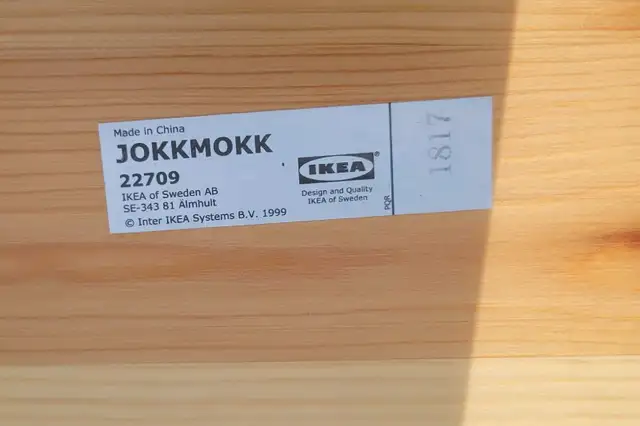 Made in China
JOKKMOKK
22709
IKEA of Sweden AB
SE-343 81 Älmhult
© Inter IKEA Systems B.V. 1999
IKEA®
Design and Quality
IKEA of Sweden
PQR
1817